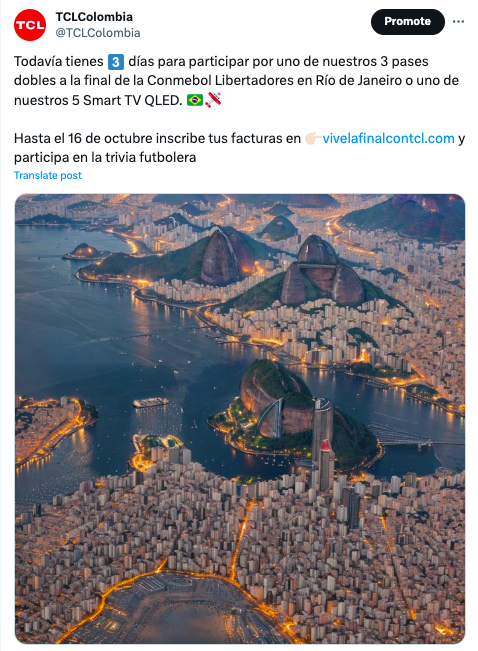 TCL
TCLColombia
@TCLColombia
Promote
Todavía tienes 3️⃣ días para participar por uno de nuestros 3 pases
dobles a la final de la Conmebol Libertadores en Río de Janeiro o uno de
nuestros 5 Smart TV QLED. 🇧🇷
Hasta el 16 de octubre inscribe tus facturas en 👉🏻vivelafinalcontcl.com y
participa en la trivia futbolera
Translate post